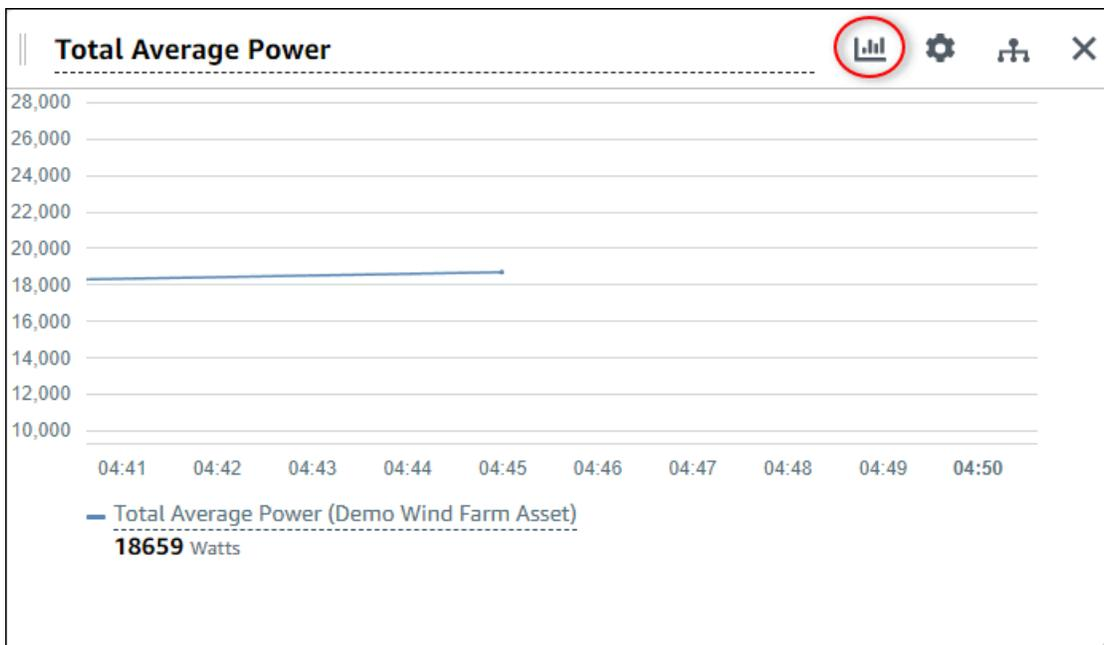 Total Average Power
28,000
26,000
24,000
22,000
20,000
18,000
16,000
14,000
12,000
10,000
04:41 04:42 04:43 04:44 04:45 04:46 04:47 04:48 04:49 04:50
Total Average Power (Demo Wind Farm Asset)
18659 Watts